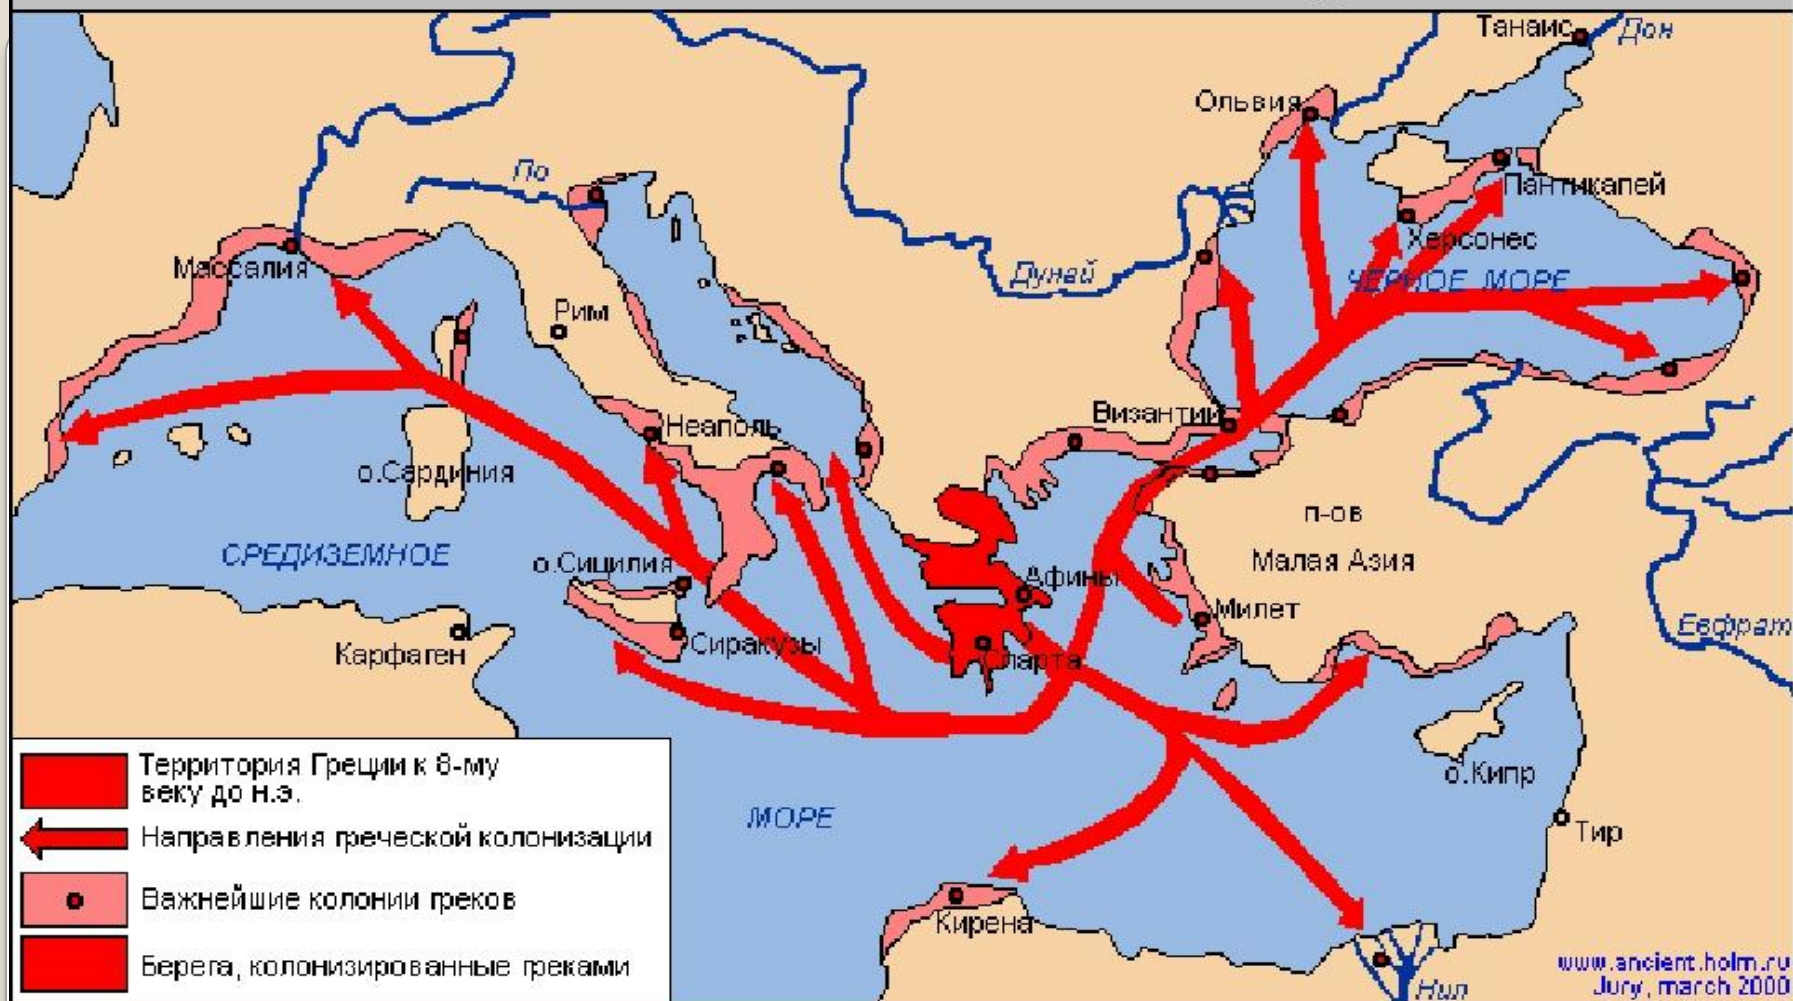 Танаис
Дон
Ольвия
По
Пантикапей
Массалия
Херсонес
Дунай
ЧЕРНОЕ МОРЕ
Рим
Византий
Неаполь
о.Сардиния
п-ов
Малая Азия
СРЕДИЗЕМНОЕ
о.Сицилия
Афины
Милет
Евфрат
Карфаген
Сиракузы
Спарта
о.Кипр
МОРЕ
Тир
Кирена
Нил
Территория Греции к 8-му
веку до н.э.
Направления греческой колонизации
Важнейшие колонии греков
Берега, колонизированные греками
www.ancient.holm.ru
Jury, march 2000